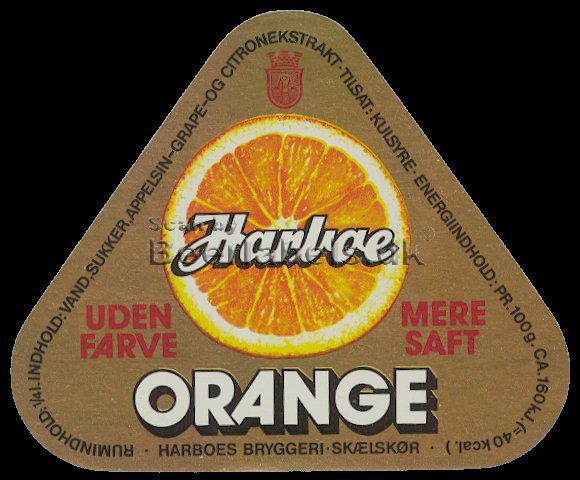 RUMINDHOLD: 1/4 l. INDHOLD: VAND, SUKKER, APPELSIN-GRAPE-OG CITRONEKSTRAKT · TILSAT: KULSYRE · ENERGIINDHOLD: PR. 100 g. CA. 160 kJ. (= 40 kcal.)
Harboe
UDEN
FARVE
MERE
SAFT
ORANGE
· HARBOES BRYGGERI · SKÆLSKØR ·